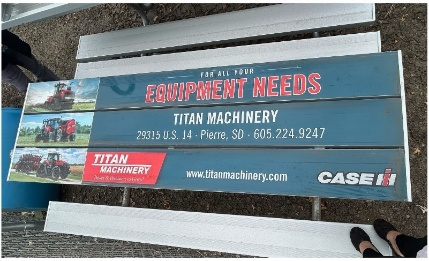 FOR ALL YOUR
EQUIPMENT NEEDS
TITAN MACHINERY
29315 U.S. 14 - Pierre, SD - 605.224.9247
TITAN
MACHINERY
www.titanmachinery.com
CASE IH